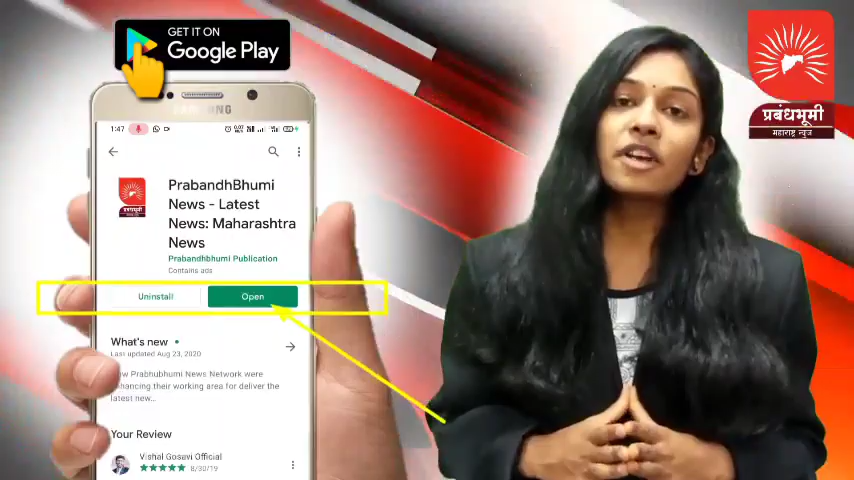 GET IT ON
Google Play
SAMSUNG
1:47
प्रबंधभूमी
महाराष्ट्र न्यूज
PrabandhBhumi
News - Latest
News: Maharashtra
News
Prabandhbhumi Publication
Contains ads
Uninstall
Open
What's new
Last updated Aug 23, 2020
New Prabhubhumi News Network were
enhancing their working area for deliver the
latest new...
Your Review
Vishal Gosavi Official
8/30/19